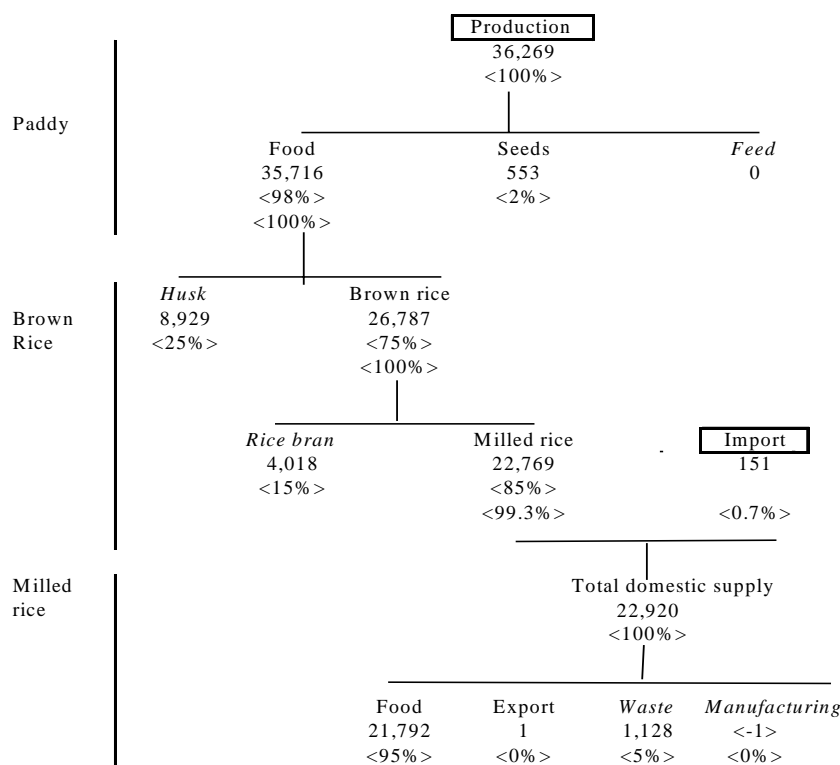 Production
36,269
<100%>
Paddy
Food Seeds Feed
35,716 553 0
<98%> <2%>
<100%>
Husk Brown rice
Brown 8,929 26,787
Rice <25%> <75%>
<100%>
Rice bran Milled rice Import
4,018 22,769 151
<15%> <85%>
<99.3%> <0.7%>
Milled Total domestic supply
rice 22,920
<100%>
Food Export Waste Manufacturing
21,792 1 1,128 <-1>
<95%> <0%> <5%> <0%>